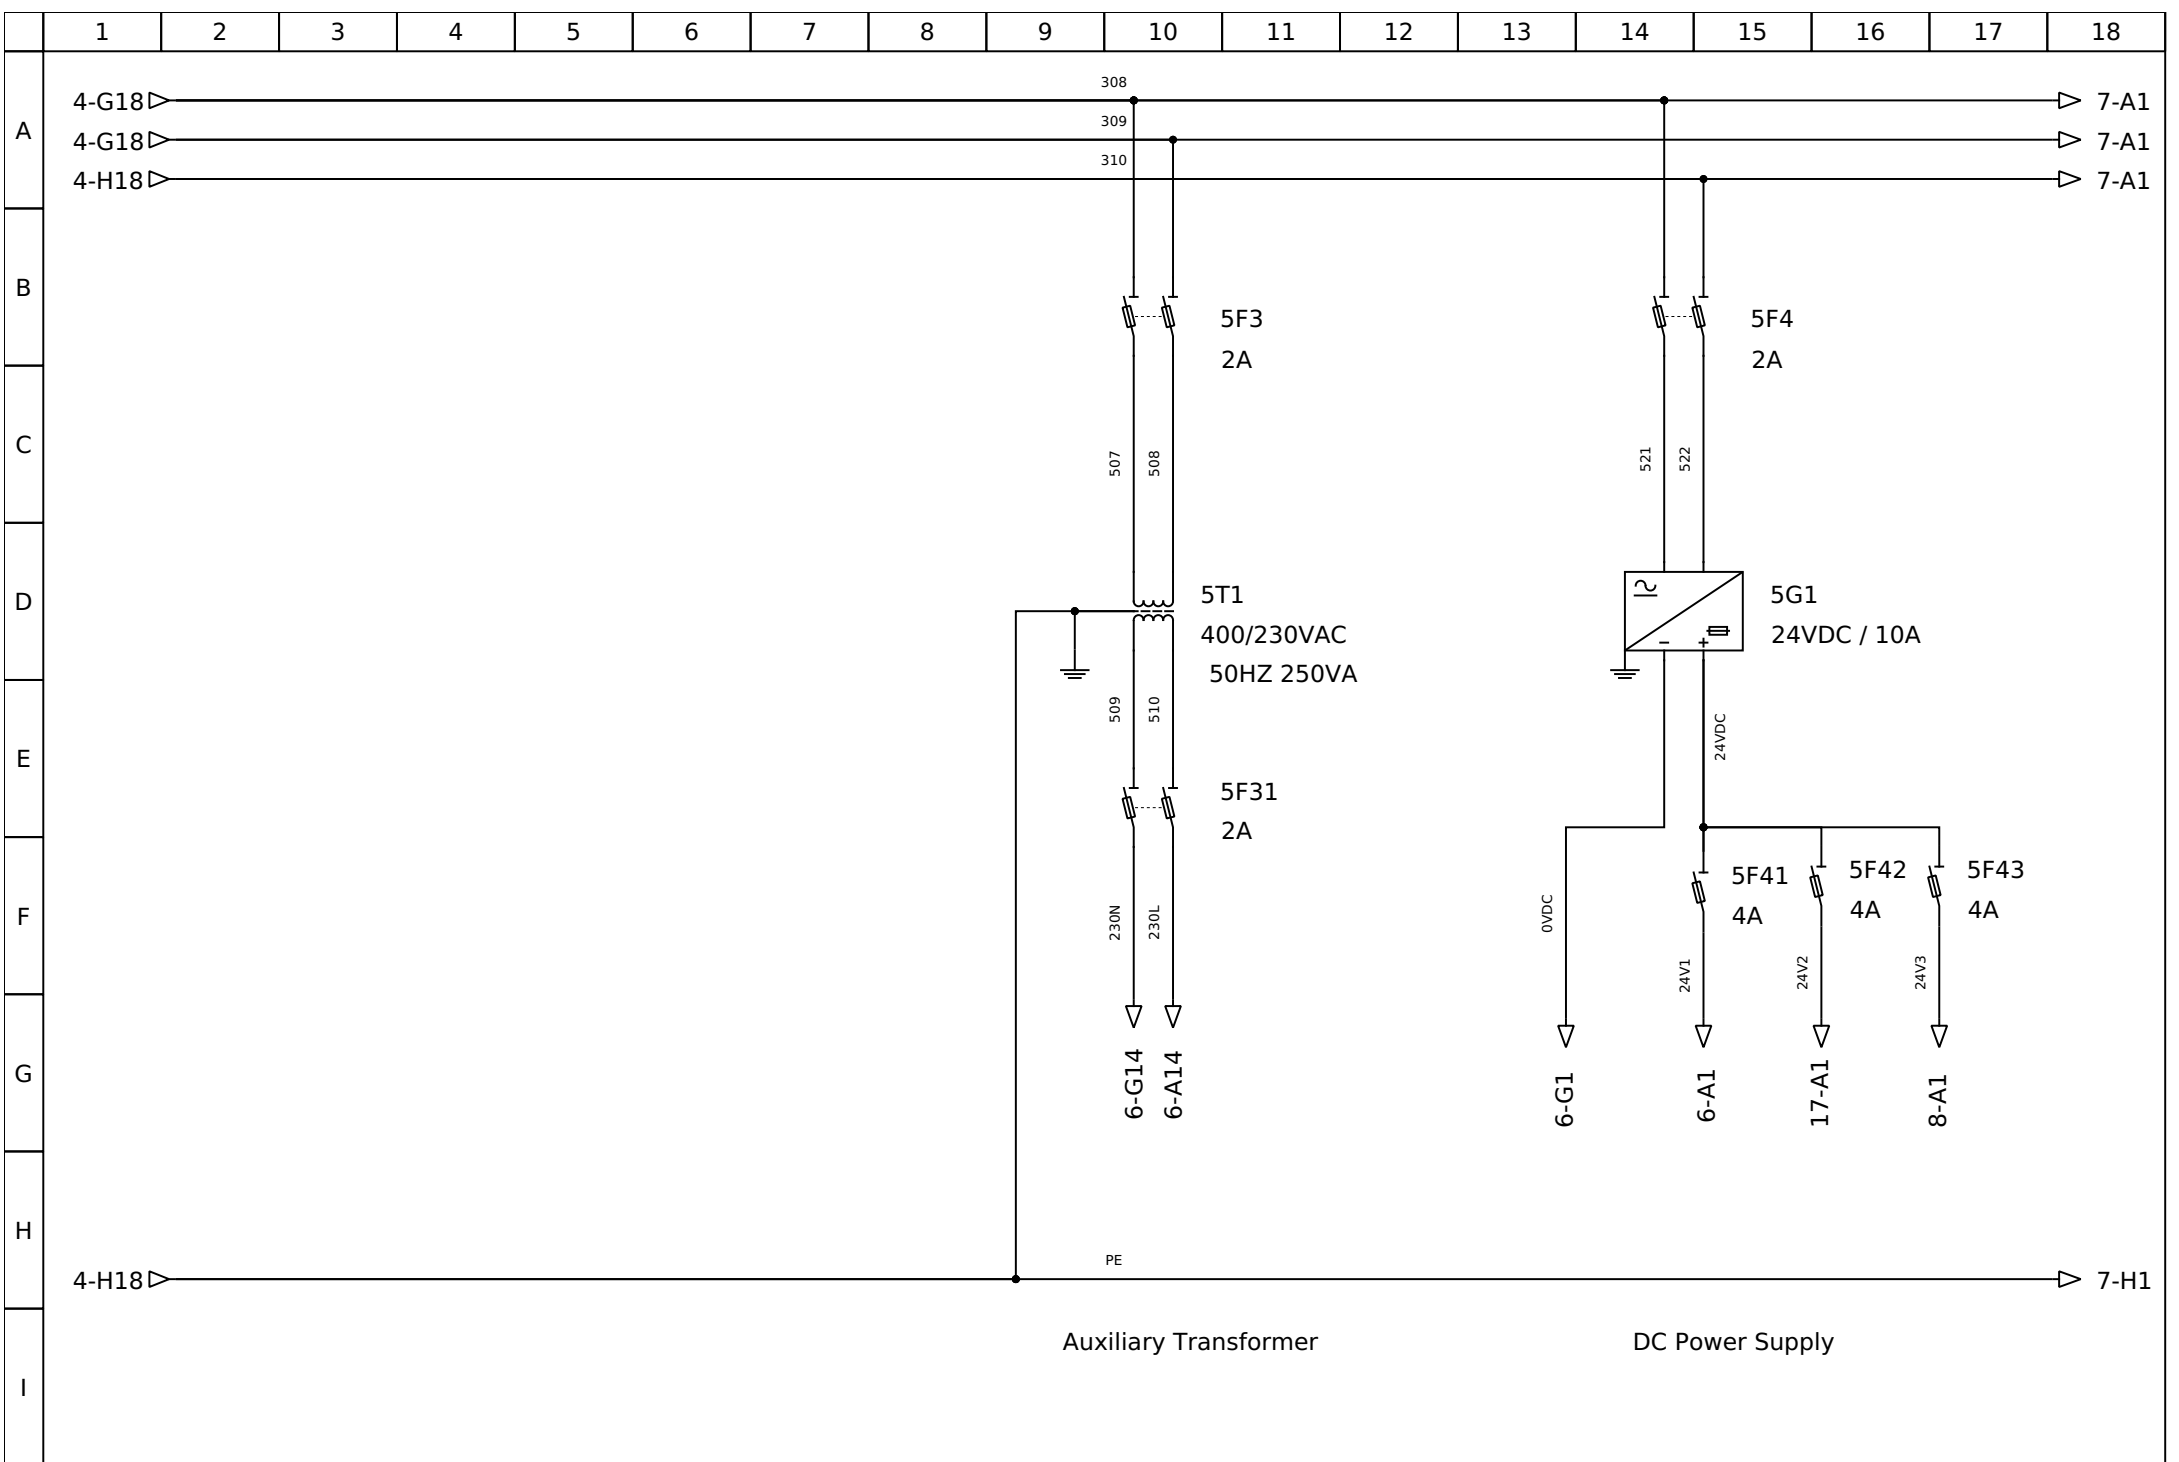 1 2 3 4 5 6 7 8 9 10 11 12 13 14 15 16 17 18
A
B
C
D
E
F
G
H
I
308
4-G18 7-A1
309
4-G18 7-A1
310
4-H18 7-A1
5F3
2A
5F4
2A
507
508
521
522
5T1
400/230VAC
50HZ 250VA
5G1
24VDC / 10A
509
510
24VDC
5F31
2A
5F41
4A
5F42
4A
5F43
4A
230N
230L
0VDC
24V1
24V2
24V3
6-G14
6-A14
6-G1
6-A1
17-A1
8-A1
PE
4-H18 7-H1
Auxiliary Transformer
DC Power Supply